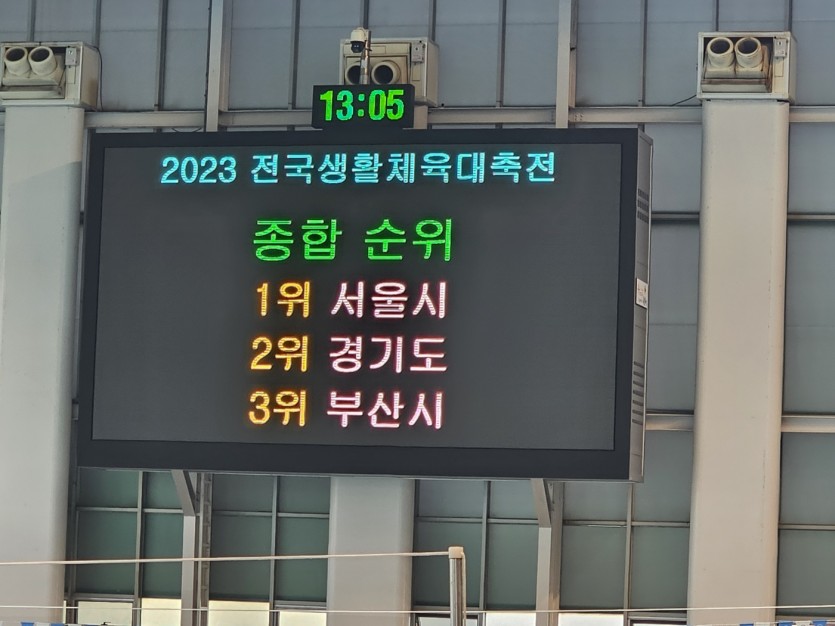 13:05
2023 전국생활체육대축전
종합 순위
1위 서울시
2위 경기도
3위 부산시